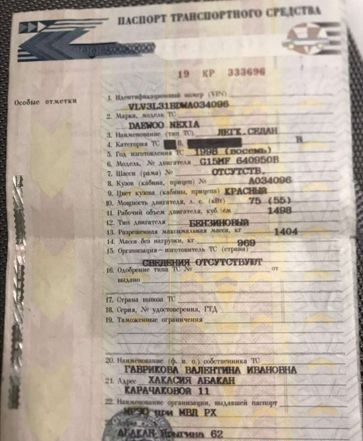 ПАСПОРТ ТРАНСПОРТНОГО СРЕДСТВА
19 КР 333696
Особые отметки
1. Идентификационный номер (VIN)
VLV3L31BDWA034096
2. Марка, модель ТС
DAEWOO NEXIA
3. Наименование (тип ТС) ЛЕГК.СЕДАН
4. Категория ТС В
5. Год изготовления ТС 1998 (восемь)
6. Модель, № двигателя G15MF 640950B
7. Шасси (рама) № ОТСУТСТВ.
8. Кузов (кабина, прицеп) № A034096
9. Цвет кузова (кабины, прицепа) КРАСНЫЙ
10. Мощность двигателя, л. с. (кВт) 75 (55)
11. Рабочий объем двигателя, куб. см 1498
12. Тип двигателя БЕНЗИНОВЫЙ
13. Разрешенная максимальная масса, кг 1404
14. Масса без нагрузки, кг 969
15. Организация – изготовитель ТС (страна)
СВЕДЕНИЯ ОТСУТСТВУЮТ
16. Одобрение типа ТС № от
выдано
17. Страна вывоза ТС
18. Серия, № удостоверения, ГТД
19. Таможенные ограничения
20. Наименование (ф. и. о.) собственника ТС
ГАВРИКОВА ВАЛЕНТИНА ИВАНОВНА
21. Адрес ХАКАСИЯ АБАКАН
КАРАЧАКОВОЙ 11
22. Наименование организации, выдавшей паспорт
МРЭО при МВД РХ
АБАКАН 62